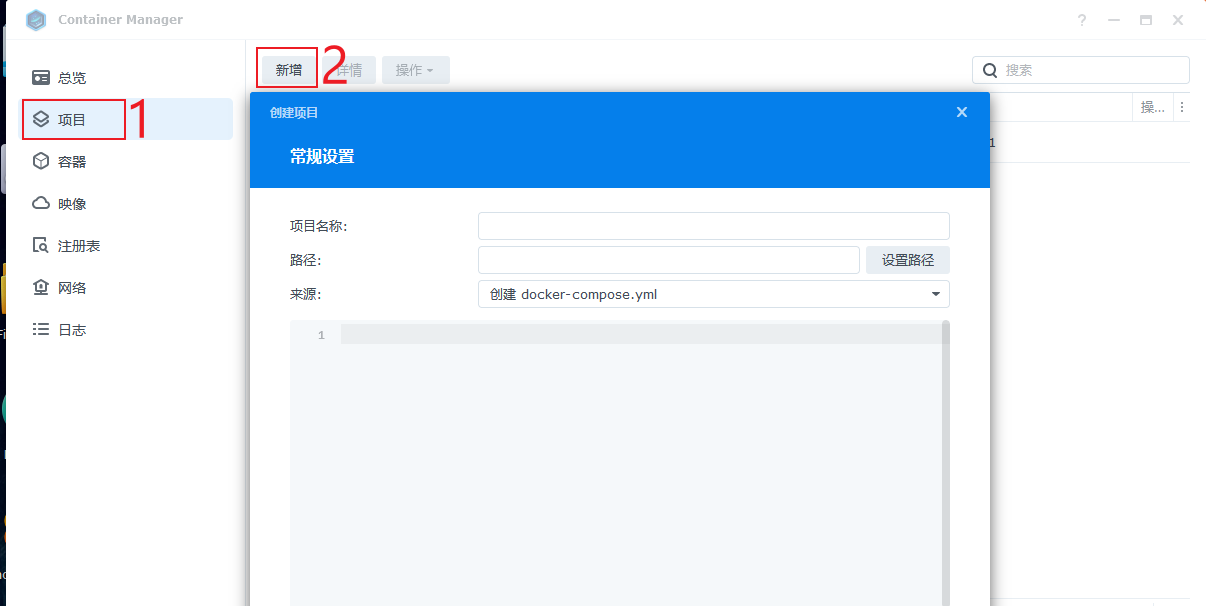 Container Manager
总览
项目
1
容器
映像
注册表
网络
日志
新增
2
详情
操作
搜索
操...
1
创建项目
常规设置
项目名称:
路径:
设置路径
来源:
创建 docker-compose.yml
1